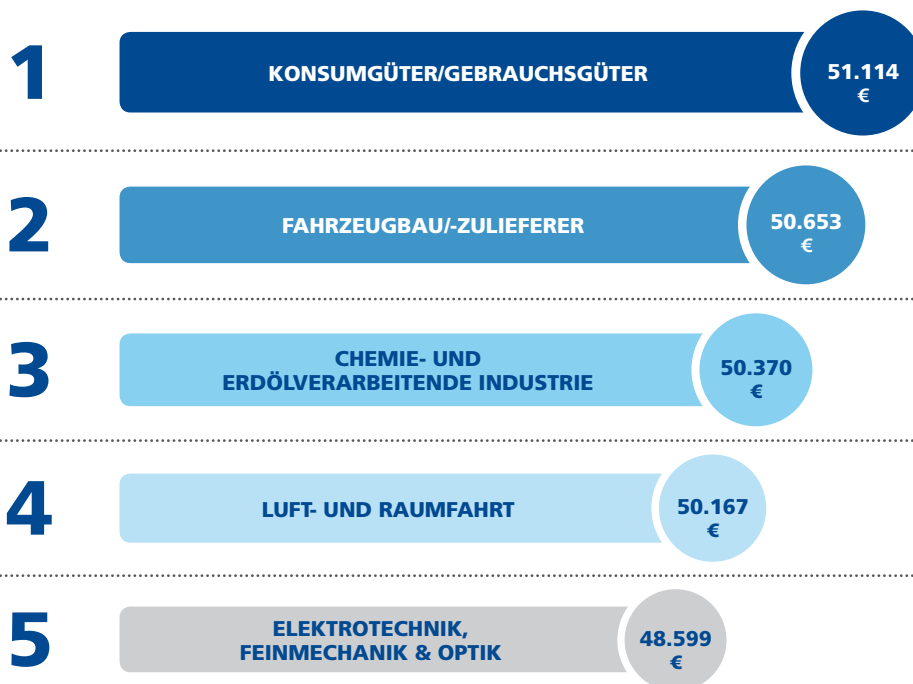 1
KONSUMGÜTER/GEBRAUCHSGÜTER
51.114
€
2
FAHRZEUGBAU/-ZULIEFERER
50.653
€
3
CHEMIE- UND
ERDÖLVERARBEITENDE INDUSTRIE
50.370
€
4
LUFT- UND RAUMFAHRT
50.167
€
5
ELEKTROTECHNIK,
FEINMECHANIK & OPTIK
48.599
€